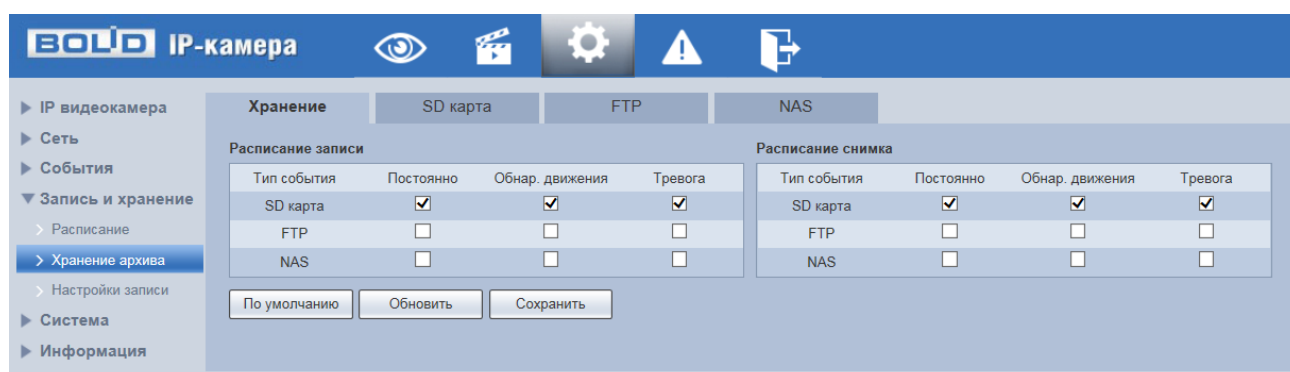 BOLID IP-камера
IP видеокамера
Сеть
События
Запись и хранение
Расписание
Хранение архива
Настройки записи
Система
Информация
Хранение SD карта FTP NAS
Расписание записи
Тип события Постоянно Обнар. движения Тревога
SD карта
FTP
NAS
Расписание снимка
Тип события Постоянно Обнар. движения Тревога
SD карта
FTP
NAS
По умолчанию Обновить Сохранить